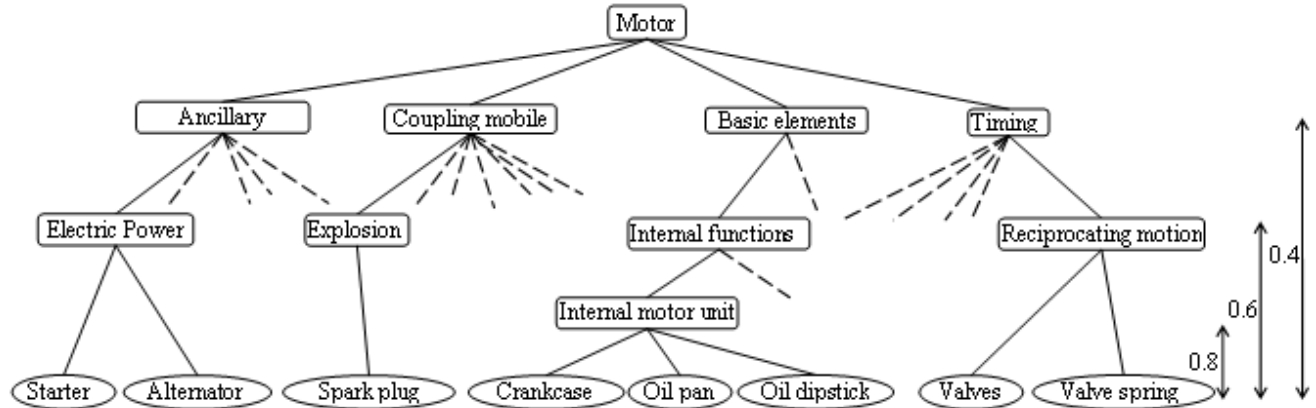 Motor
Ancillary
Coupling mobile
Basic elements
Timing
Electric Power
Explosion
Internal functions
Reciprocating motion
0.4
Internal motor unit
0.6
0.8
Starter
Alternator
Spark plug
Crankcase
Oil pan
Oil dipstick
Valves
Valve spring